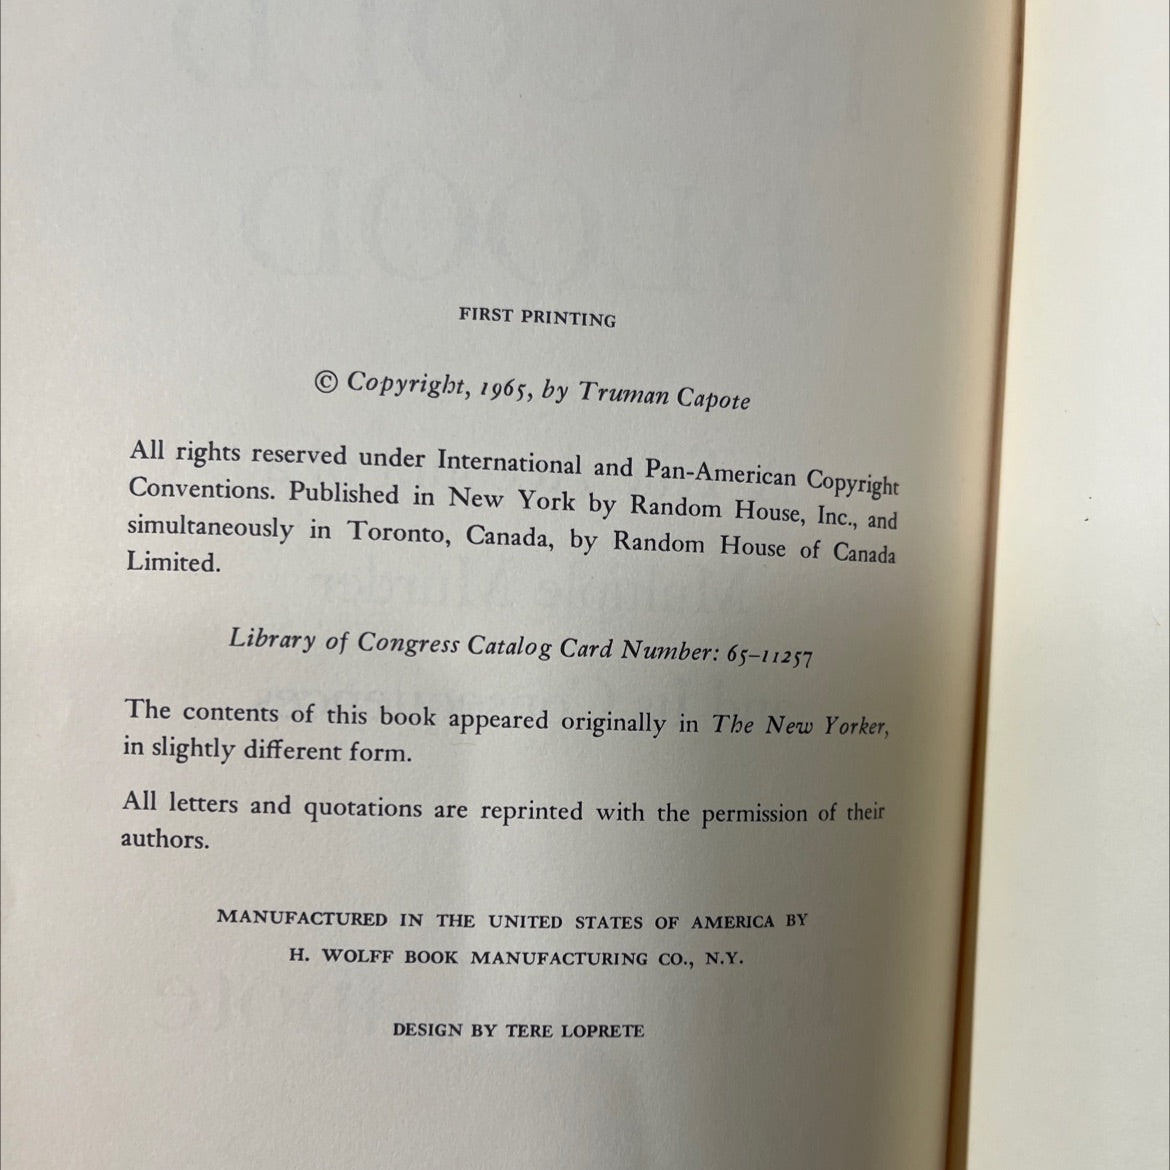 FIRST PRINTING
© Copyright, 1965, by Truman Capote
All rights reserved under International and Pan-American Copyright
Conventions. Published in New York by Random House, Inc., and
simultaneously in Toronto, Canada, by Random House of Canada
Limited.
Library of Congress Catalog Card Number: 65–11257
The contents of this book appeared originally in The New Yorker,
in slightly different form.
All letters and quotations are reprinted with the permission of their
authors.
MANUFACTURED IN THE UNITED STATES OF AMERICA BY
H. WOLFF BOOK MANUFACTURING CO., N.Y.
DESIGN BY TERE LOPRETE